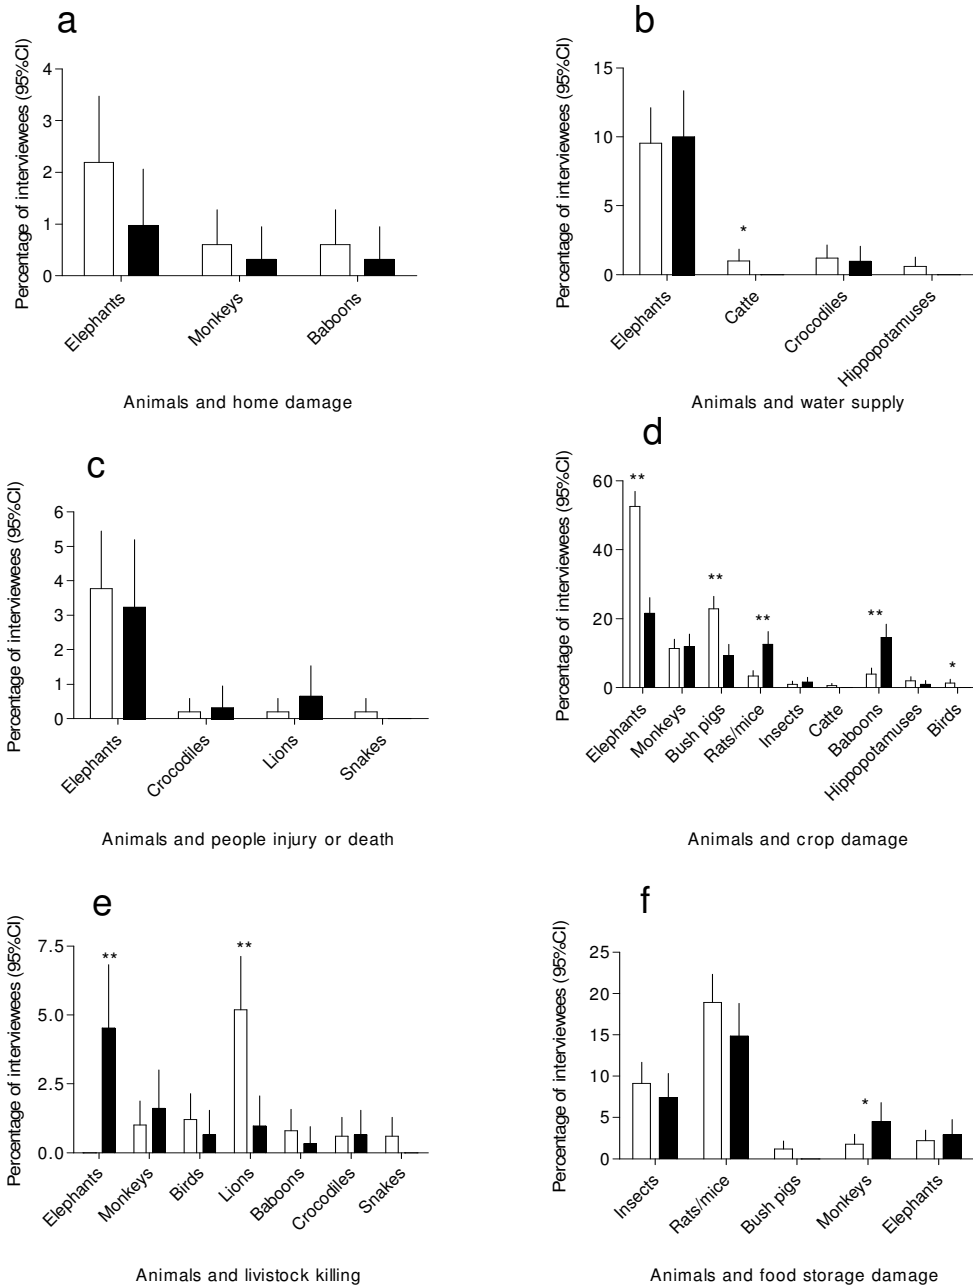 a
Percentage of interviewees (95%CI)
4
3
2
1
0
Elephants
Monkeys
Baboons
Animals and home damage
b
Percentage of interviewees (95%CI)
15
10
5
0
*
Elephants
Catte
Crocodiles
Hippopotamuses
Animals and water supply
c
Percentage of interviewees (95%CI)
6
5
4
3
2
1
0
Elephants
Crocodiles
Lions
Snakes
Animals and people injury or death
d
Percentage of interviewees (95%CI)
60
40
20
0
**
**
**
**
*
Elephants
Monkeys
Bush pigs
Rats/mice
Insects
Catte
Baboons
Hippopotamuses
Birds
Animals and crop damage
e
Percentage of interviewees (95%CI)
7.5
5.0
2.5
0.0
**
**
Elephants
Monkeys
Birds
Lions
Baboons
Crocodiles
Snakes
Animals and livistock killing
f
Percentage of interviewees (95%CI)
25
20
15
10
5
0
*
Insects
Rats/mice
Bush pigs
Monkeys
Elephants
Animals and food storage damage